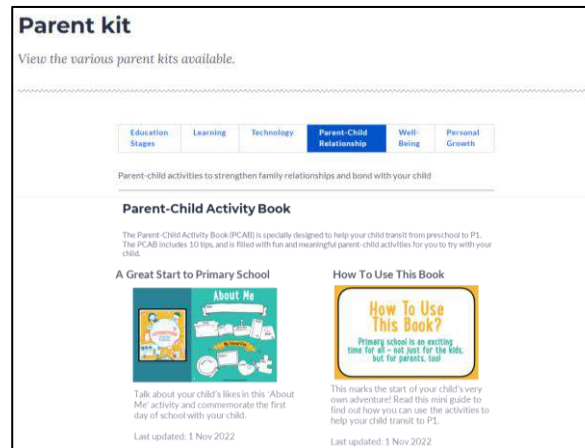 Parent kit
View the various parent kits available.
Education Stages
Learning
Technology
Parent-Child Relationship
Well-Being
Personal Growth
Parent-child activities to strengthen family relationships and bond with your child
Parent-Child Activity Book
The Parent-Child Activity Book (PCAB) is specially designed to help your child transit from preschool to P1.
The PCAB includes 10 tips, and is filled with fun and meaningful parent-child activities for you to try with your
child.
A Great Start to Primary School
About Me
Talk about your child's likes in this 'About
Me' activity and commemorate the first
day of school with your child.
Last updated: 1 Nov 2022
How To Use This Book
How To Use
This Book?
Primary school is an exciting
time for all – not just for the kids,
but for parents, too!
This marks the start of your child's very
own adventure! Read this mini guide to
find out how you can use the activities to
help your child transit to P1.
Last updated: 1 Nov 2022